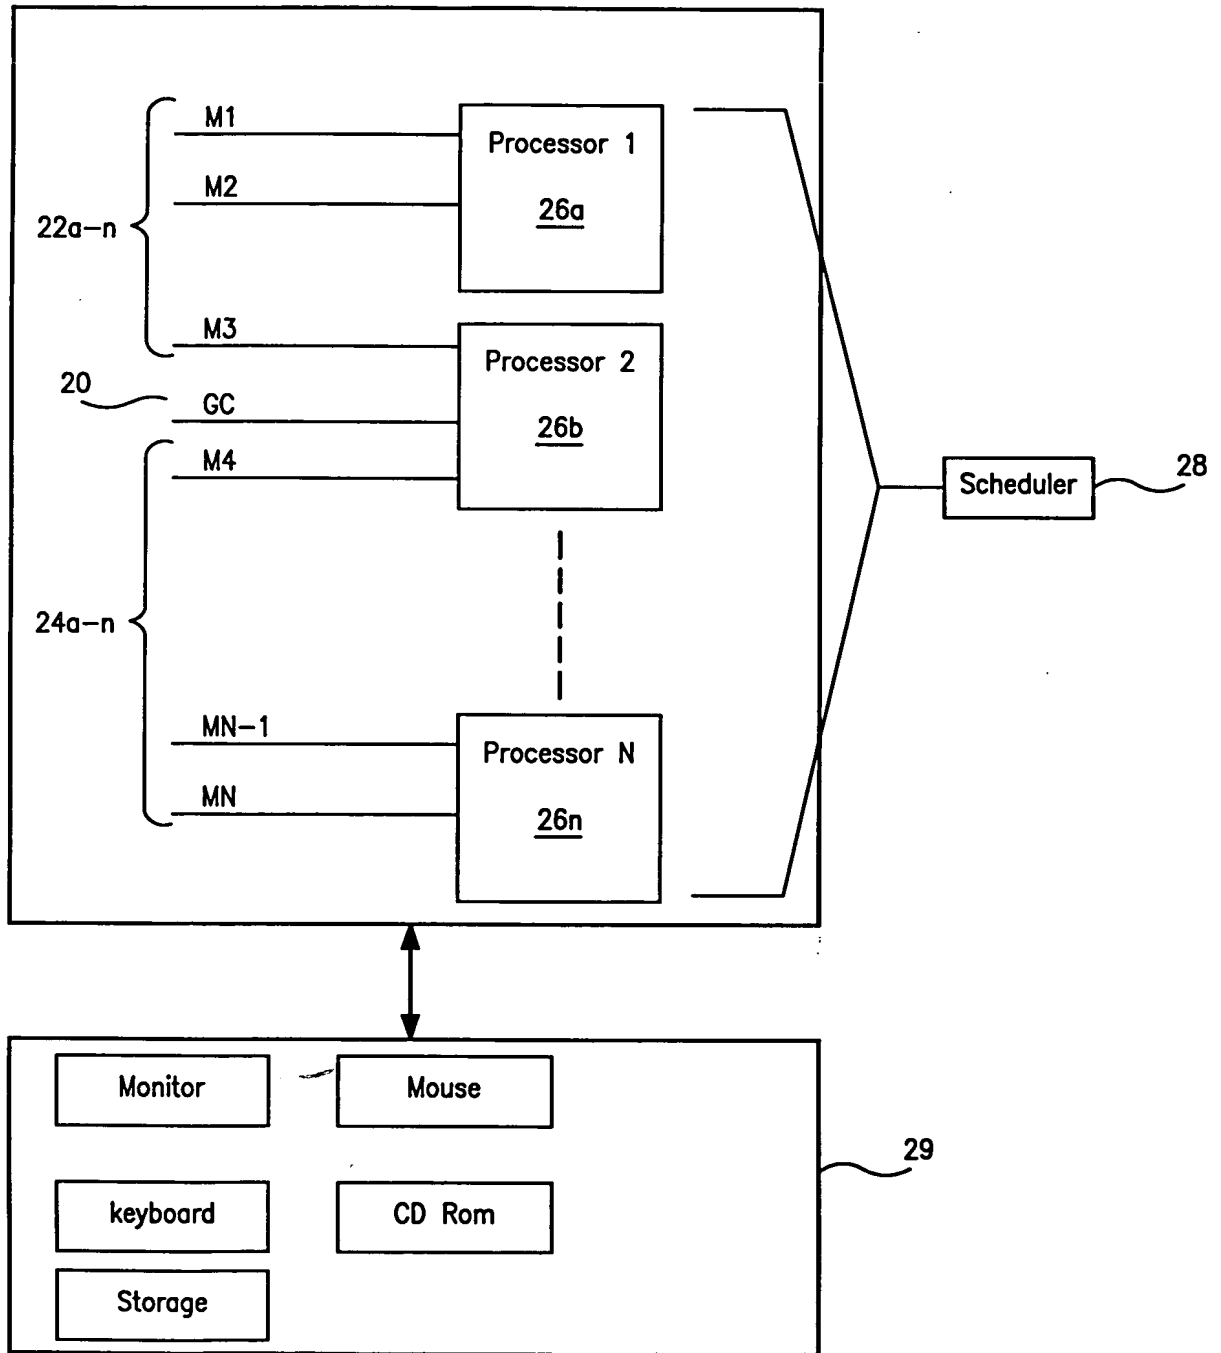 M1
Processor 1
M2
26a
22a-n
M3
Processor 2
20
GC
26b
M4
Scheduler
28
24a-n
MN-1
Processor N
MN
26n
Monitor
Mouse
29
keyboard
CD Rom
Storage